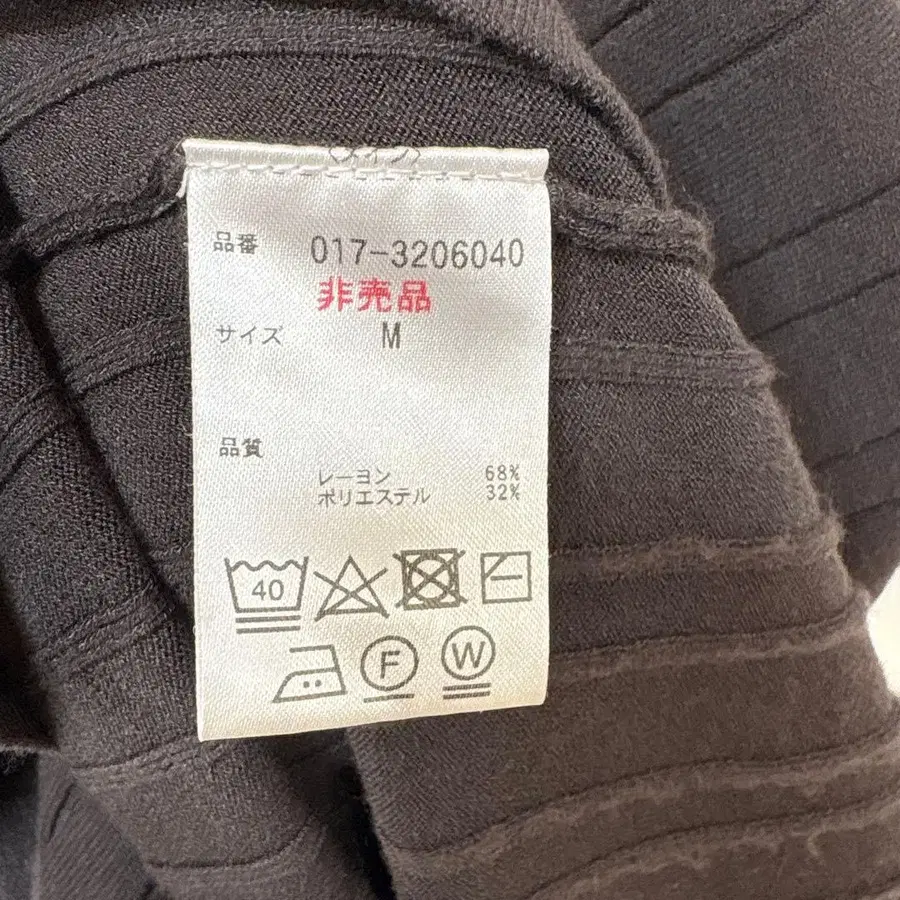 品番 017-3206040
非売品
サイズ M
品質
レーヨン 68%
ポリエステル 32%
40
F W